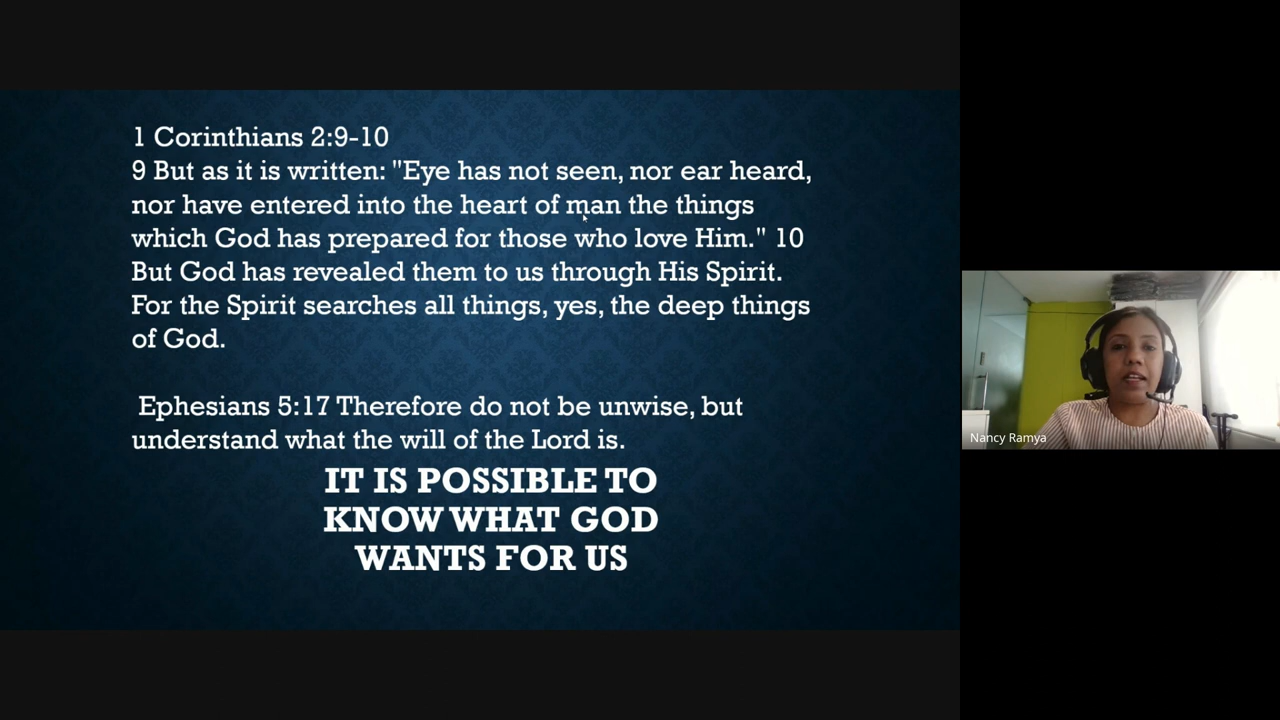 1 Corinthians 2:9-10
9 But as it is written: "Eye has not seen, nor ear heard,
nor have entered into the heart of man the things
which God has prepared for those who love Him." 10
But God has revealed them to us through His Spirit.
For the Spirit searches all things, yes, the deep things
of God.
Ephesians 5:17 Therefore do not be unwise, but
understand what the will of the Lord is.
IT IS POSSIBLE TO
KNOW WHAT GOD
WANTS FOR US
Nancy Ramya